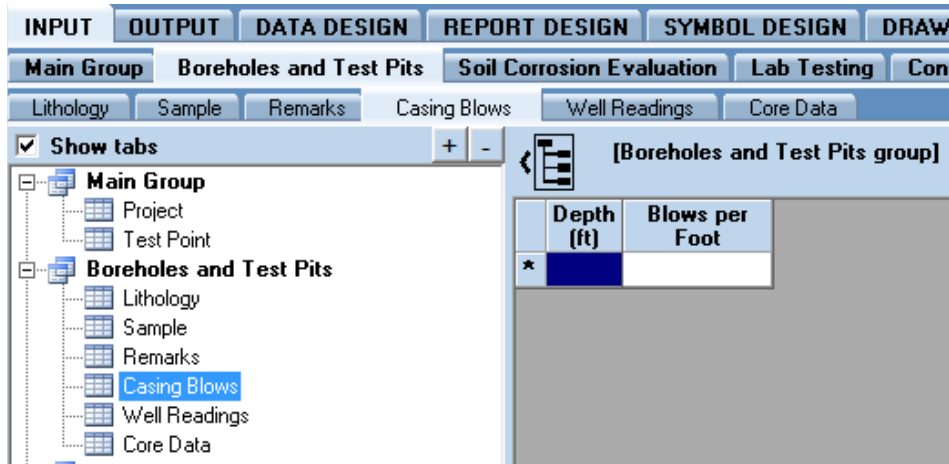 INPUT OUTPUT DATA DESIGN REPORT DESIGN SYMBOL DESIGN DRAW
Main Group Boreholes and Test Pits Soil Corrosion Evaluation Lab Testing Con
Lithology Sample Remarks Casing Blows Well Readings Core Data
Show tabs + -
[Boreholes and Test Pits group]
Main Group
Project
Test Point
Boreholes and Test Pits
Lithology
Sample
Remarks
Casing Blows
Well Readings
Core Data
Depth Blows per
(ft) Foot
*